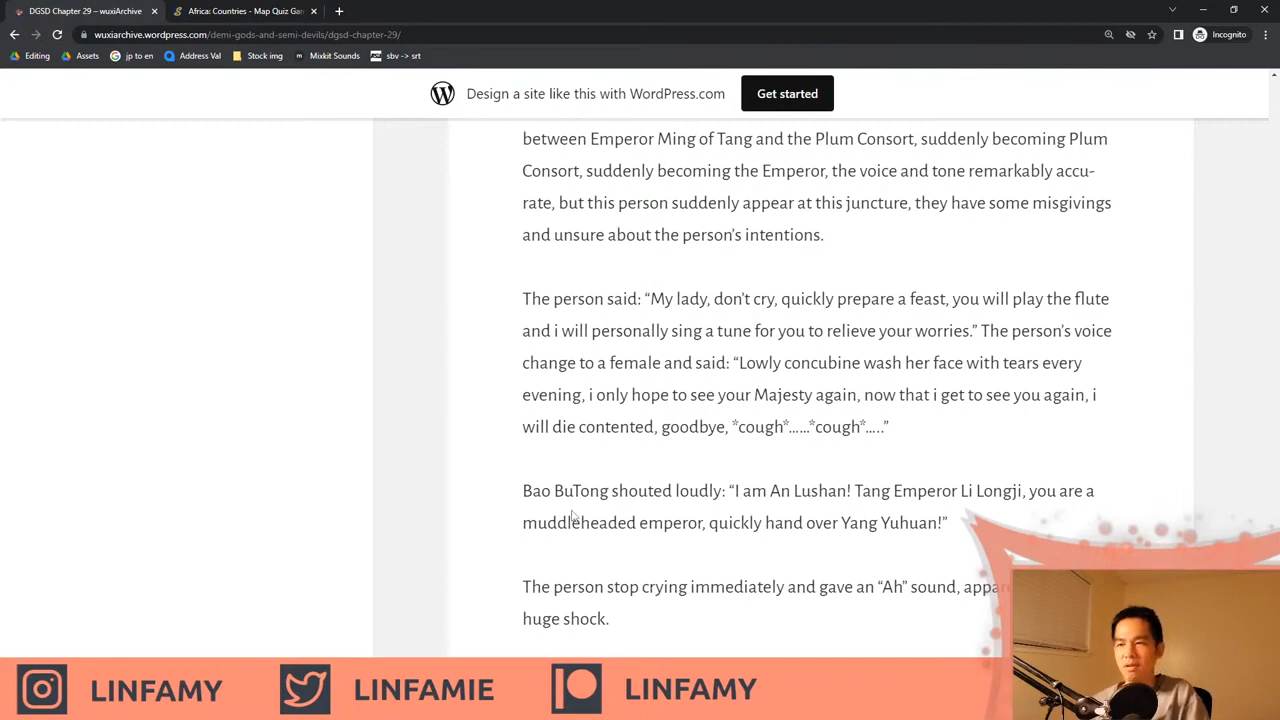 DGSD Chapter 29 – wuxiArchive
Africa: Countries - Map Quiz Gam
wuxiarchive.wordpress.com/demi-gods-and-semi-devils/dgsd-chapter-29/
Incognito
Editing
Assets
jp to en
Address Val
Stock img
Mixkit Sounds
sbv -> srt
Design a site like this with WordPress.com
Get started
between Emperor Ming of Tang and the Plum Consort, suddenly becoming Plum
Consort, suddenly becoming the Emperor, the voice and tone remarkably accu-
rate, but this person suddenly appear at this juncture, they have some misgivings
and unsure about the person’s intentions.
The person said: “My lady, don’t cry, quickly prepare a feast, you will play the flute
and i will personally sing a tune for you to relieve your worries.” The person’s voice
change to a female and said: “Lowly concubine wash her face with tears every
evening, i only hope to see your Majesty again, now that i get to see you again, i
will die contented, goodbye, *cough*……*cough*…..”
Bao BuTong shouted loudly: “I am An Lushan! Tang Emperor Li Longji, you are a
muddleheaded emperor, quickly hand over Yang Yuhuan!”
The person stop crying immediately and gave an “Ah” sound,
huge shock.
LINFAMY
LINFAMIE
LINFAMY